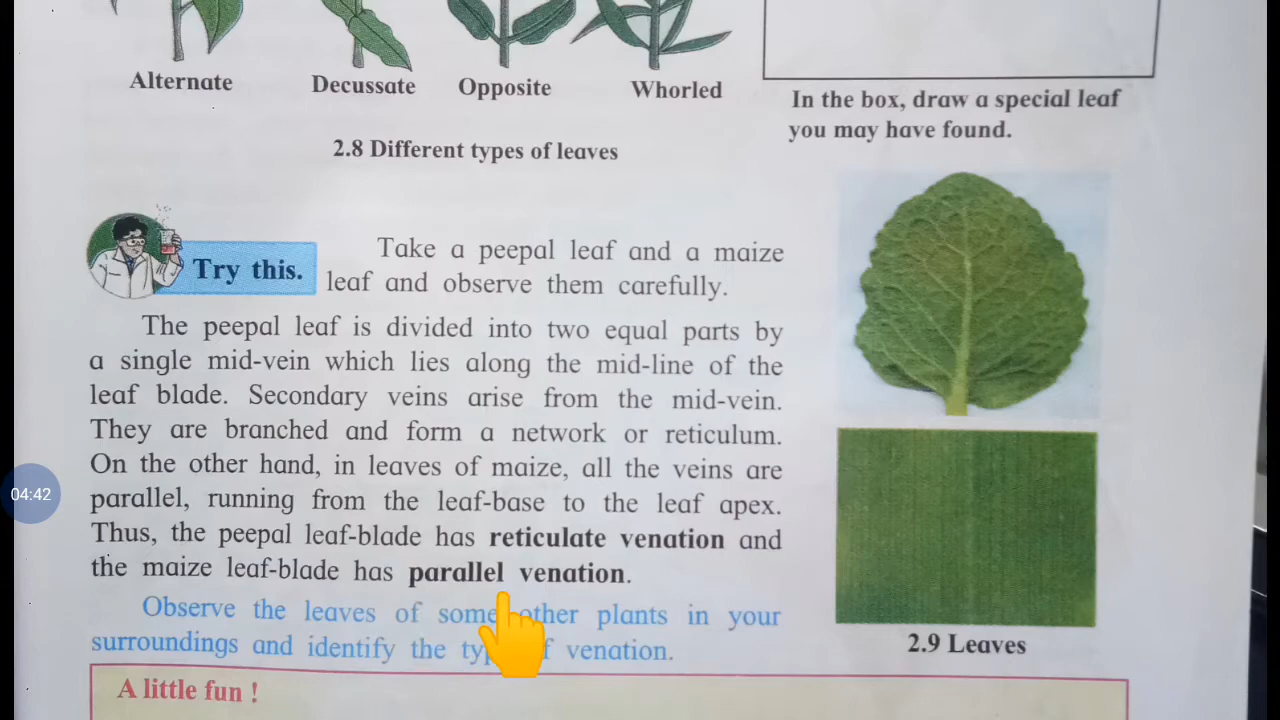 Alternate Decussate Opposite Whorled
2.8 Different types of leaves
In the box, draw a special leaf
you may have found.
Try this.
Take a peepal leaf and a maize
leaf and observe them carefully.
The peepal leaf is divided into two equal parts by
a single mid-vein which lies along the mid-line of the
leaf blade. Secondary veins arise from the mid-vein.
They are branched and form a network or reticulum.
On the other hand, in leaves of maize, all the veins are
parallel, running from the leaf-base to the leaf apex.
Thus, the peepal leaf-blade has reticulate venation and
the maize leaf-blade has parallel venation.
Observe the leaves of some other plants in your
surroundings and identify the venation.
2.9 Leaves
A little fun !
04:42